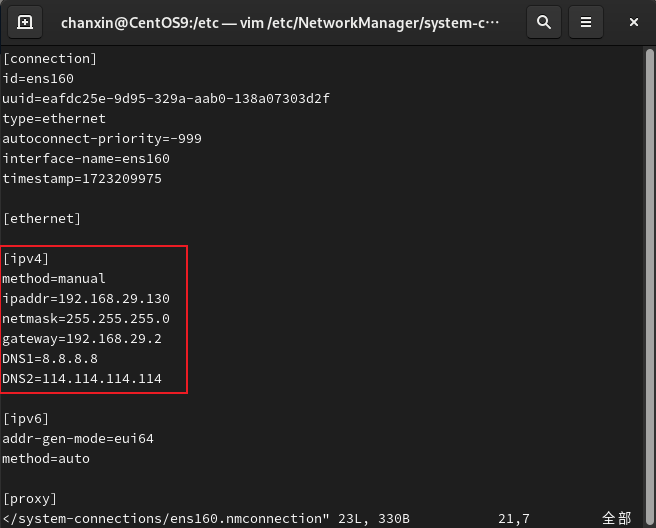 chanxin@CentOS9:/etc — vim /etc/NetworkManager/system-c···
[connection]
id=ens160
uuid=eafdc25e-9d95-329a-aab0-138a07303d2f
type=ethernet
autoconnect-priority=-999
interface-name=ens160
timestamp=1723209975
[ethernet]
[ipv4]
method=manual
ipaddr=192.168.29.130
netmask=255.255.255.0
gateway=192.168.29.2
DNS1=8.8.8.8
DNS2=114.114.114.114
[ipv6]
addr-gen-mode=eui64
method=auto
[proxy]
</system-connections/ens160.nmconnection" 23L, 330B 21,7 全部